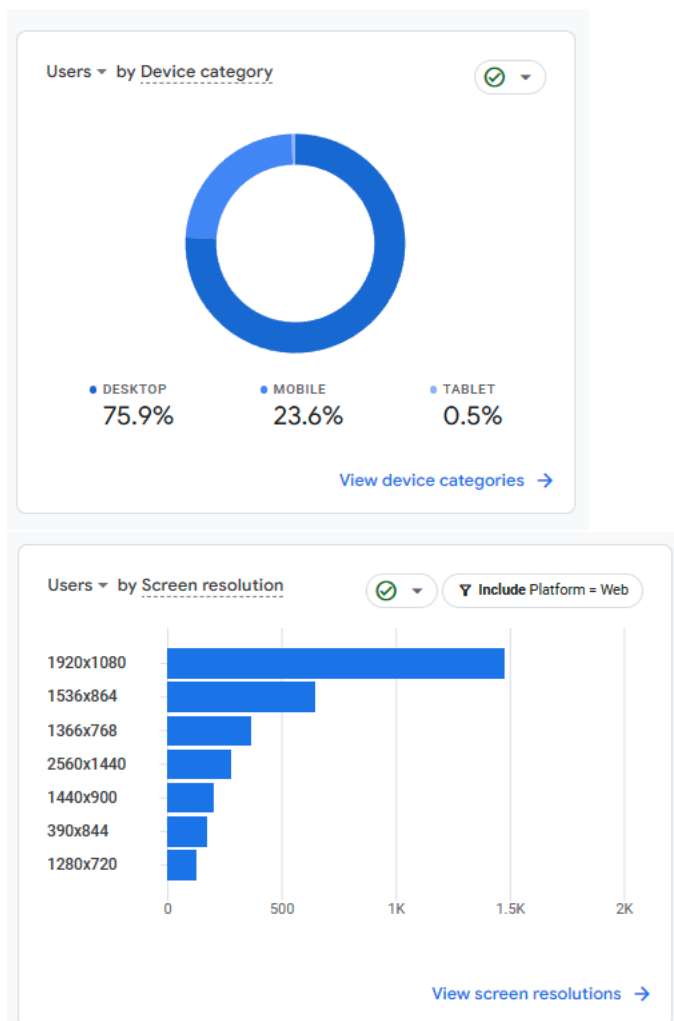 Users by Device category
DESKTOP MOBILE TABLET
75.9% 23.6% 0.5%
View device categories
Users by Screen resolution Include Platform = Web
1920x1080
1536x864
1366x768
2560x1440
1440x900
390x844
1280x720
0 500 1K 1.5K 2K
View screen resolutions